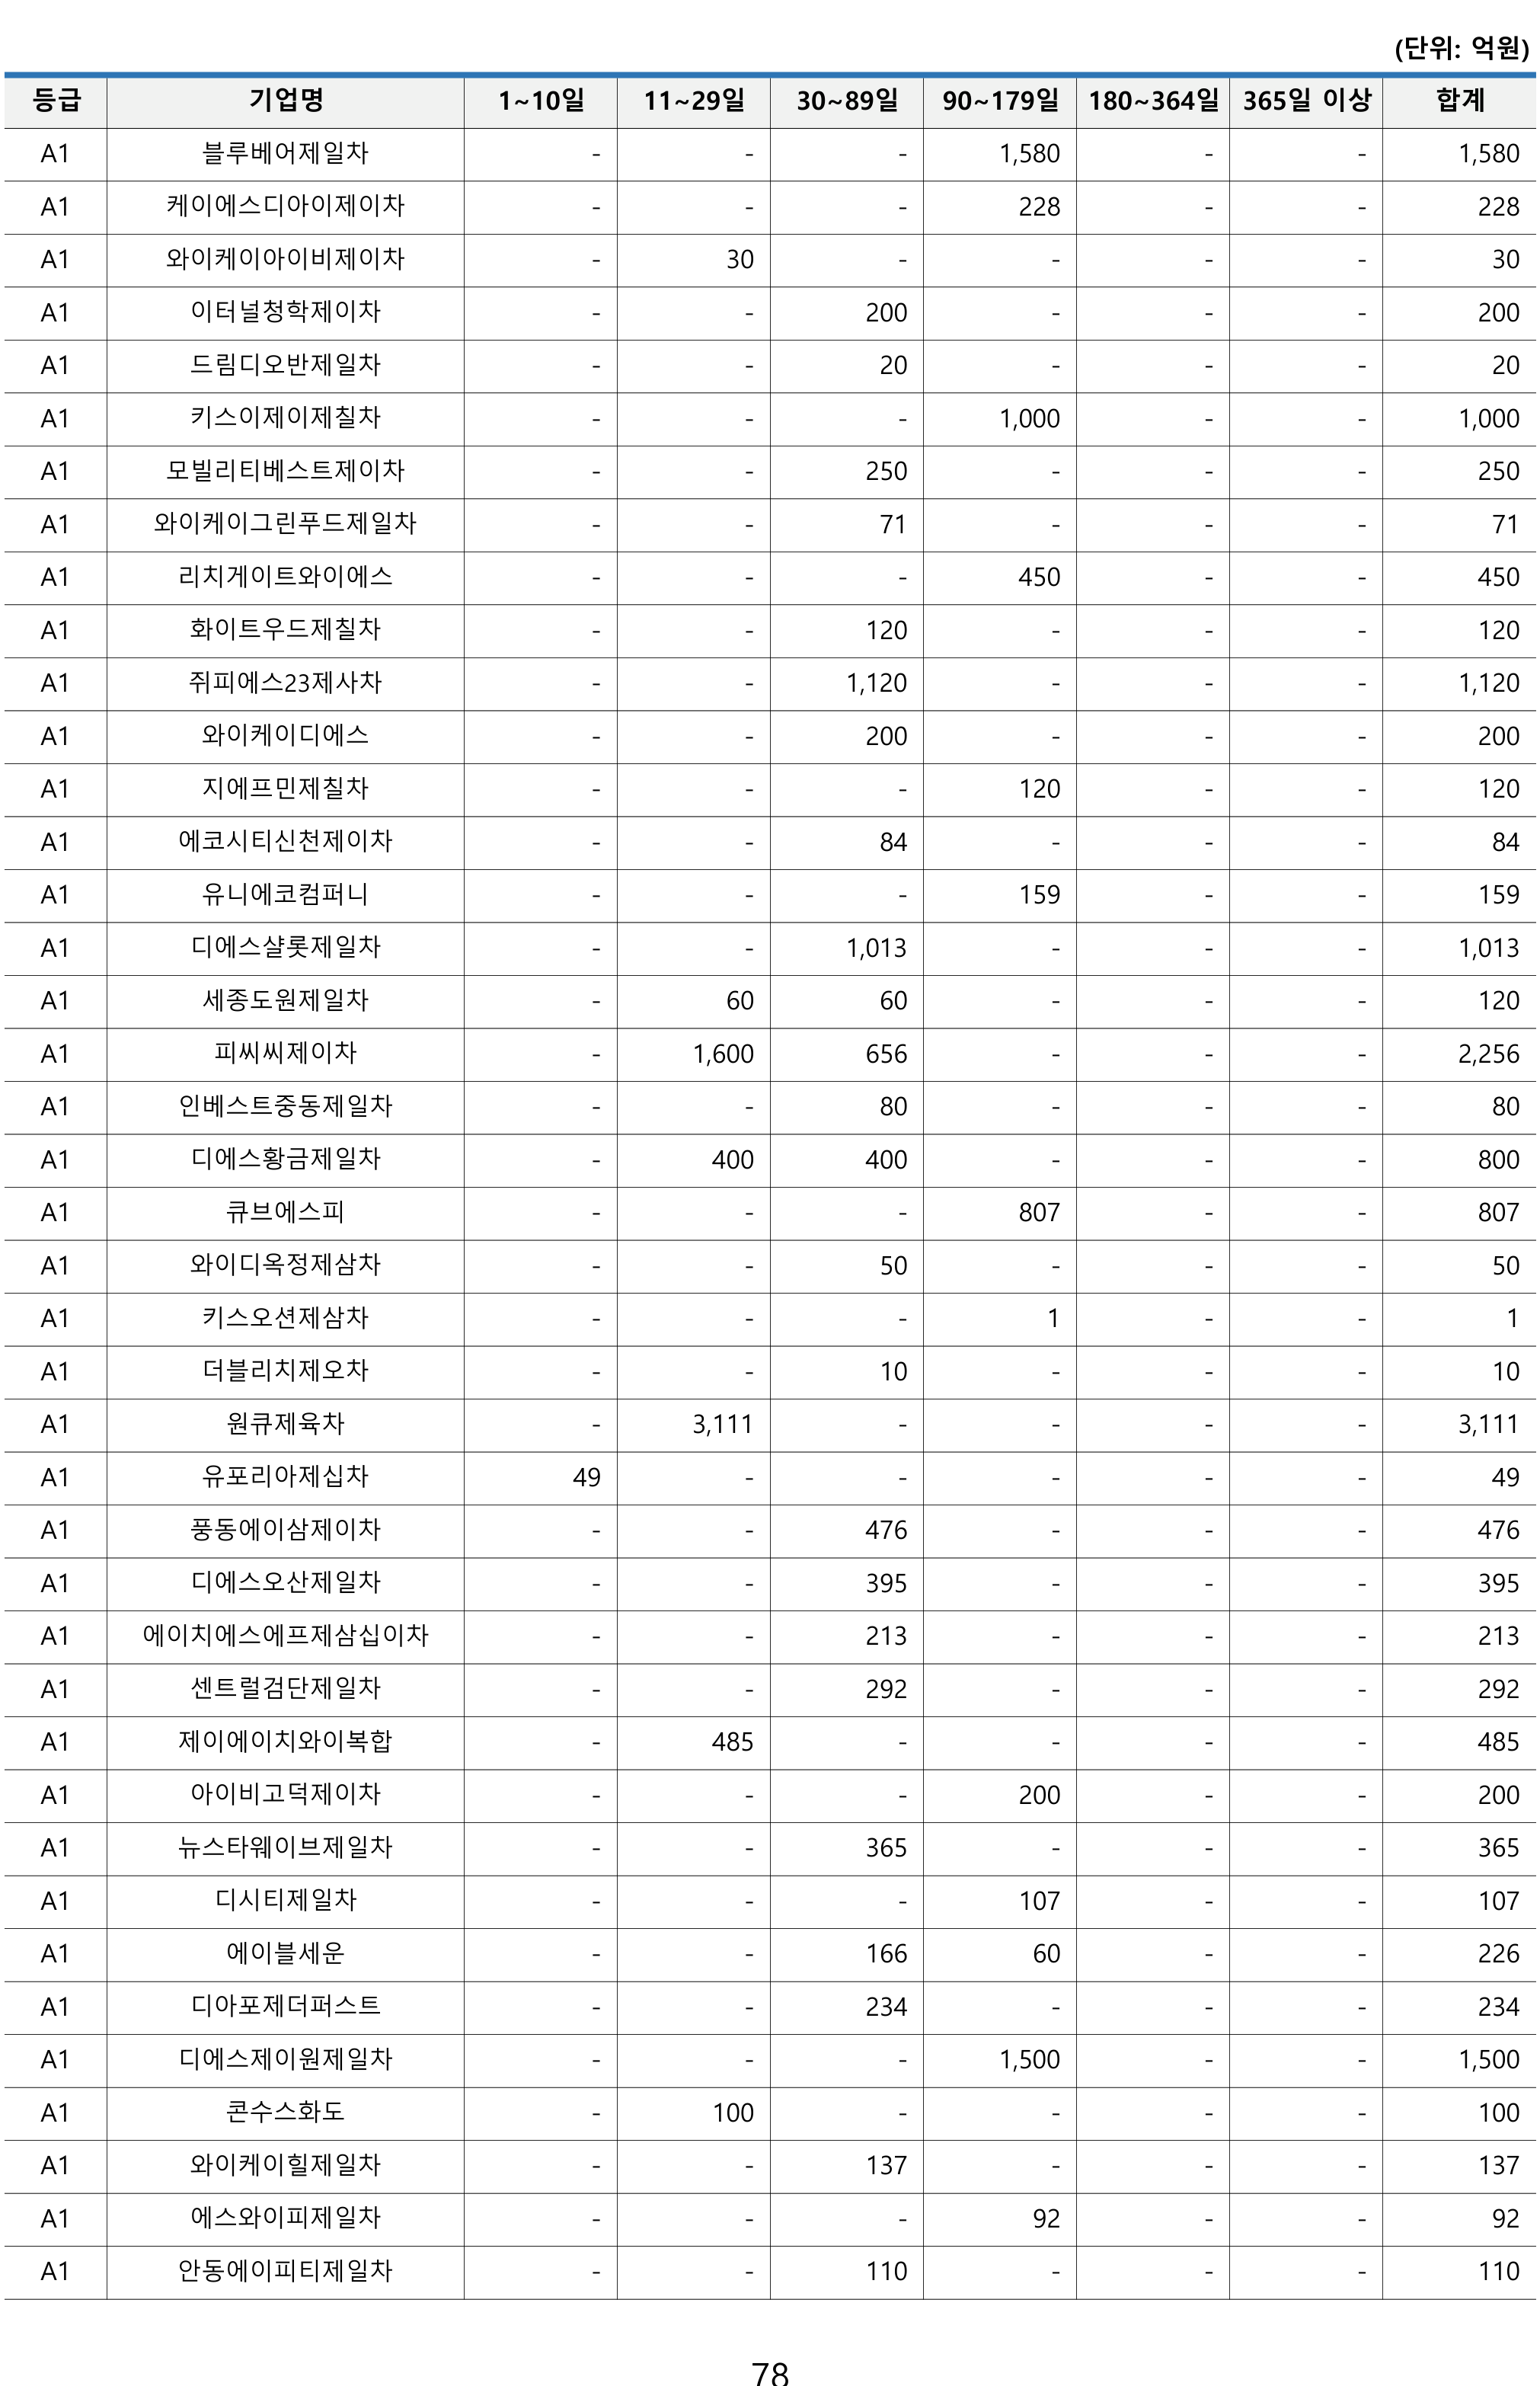 (단위: 억원)
등급 기업명 1~10일 11~29일 30~89일 90~179일 180~364일 365일 이상 합계
A1 블루베어제일차 - - - 1,580 - - 1,580
A1 케이에스디아이제이차 - - - 228 - - 228
A1 와이케이아이비제이차 - 30 - - - - 30
A1 이터널청학제이차 - - 200 - - - 200
A1 드림디오반제일차 - - 20 - - - 20
A1 키스이제이제칠차 - - - 1,000 - - 1,000
A1 모빌리티베스트제이차 - - 250 - - - 250
A1 와이케이그린푸드제일차 - - 71 - - - 71
A1 리치게이트와이에스 - - - 450 - - 450
A1 화이트우드제칠차 - - 120 - - - 120
A1 쥐피에스23제사차 - - 1,120 - - - 1,120
A1 와이케이디에스 - - 200 - - - 200
A1 지에프민제칠차 - - - 120 - - 120
A1 에코시티신천제이차 - - 84 - - - 84
A1 유니에코컴퍼니 - - - 159 - - 159
A1 디에스샬롯제일차 - - 1,013 - - - 1,013
A1 세종도원제일차 - 60 60 - - - 120
A1 피씨씨제이차 - 1,600 656 - - - 2,256
A1 인베스트중동제일차 - - 80 - - - 80
A1 디에스황금제일차 - 400 400 - - - 800
A1 큐브에스피 - - - 807 - - 807
A1 와이디옥정제삼차 - - 50 - - - 50
A1 키스오션제삼차 - - - 1 - - 1
A1 더블리치제오차 - - 10 - - - 10
A1 원큐제육차 - 3,111 - - - - 3,111
A1 유포리아제십차 49 - - - - - 49
A1 풍동에이삼제이차 - - 476 - - - 476
A1 디에스오산제일차 - - 395 - - - 395
A1 에이치에스에프제삼십이차 - - 213 - - - 213
A1 센트럴검단제일차 - - 292 - - - 292
A1 제이에이치와이복합 - 485 - - - - 485
A1 아이비고덕제이차 - - - 200 - - 200
A1 뉴스타웨이브제일차 - - 365 - - - 365
A1 디시티제일차 - - - 107 - - 107
A1 에이블세운 - - 166 60 - - 226
A1 디아포제더퍼스트 - - 234 - - - 234
A1 디에스제이원제일차 - - - 1,500 - - 1,500
A1 콘수스화도 - 100 - - - - 100
A1 와이케이힐제일차 - - 137 - - - 137
A1 에스와이피제일차 - - - 92 - - 92
A1 안동에이피티제일차 - - 110 - - - 110
78